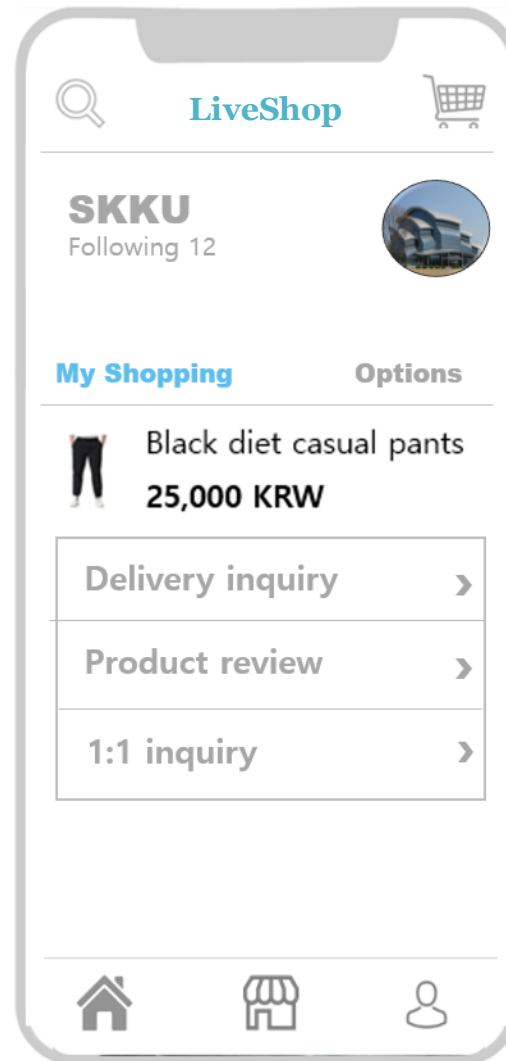 LiveShop
SKKU
Following 12
My Shopping Options
Black diet casual pants
25,000 KRW
Delivery inquiry ›
Product review ›
1:1 inquiry ›